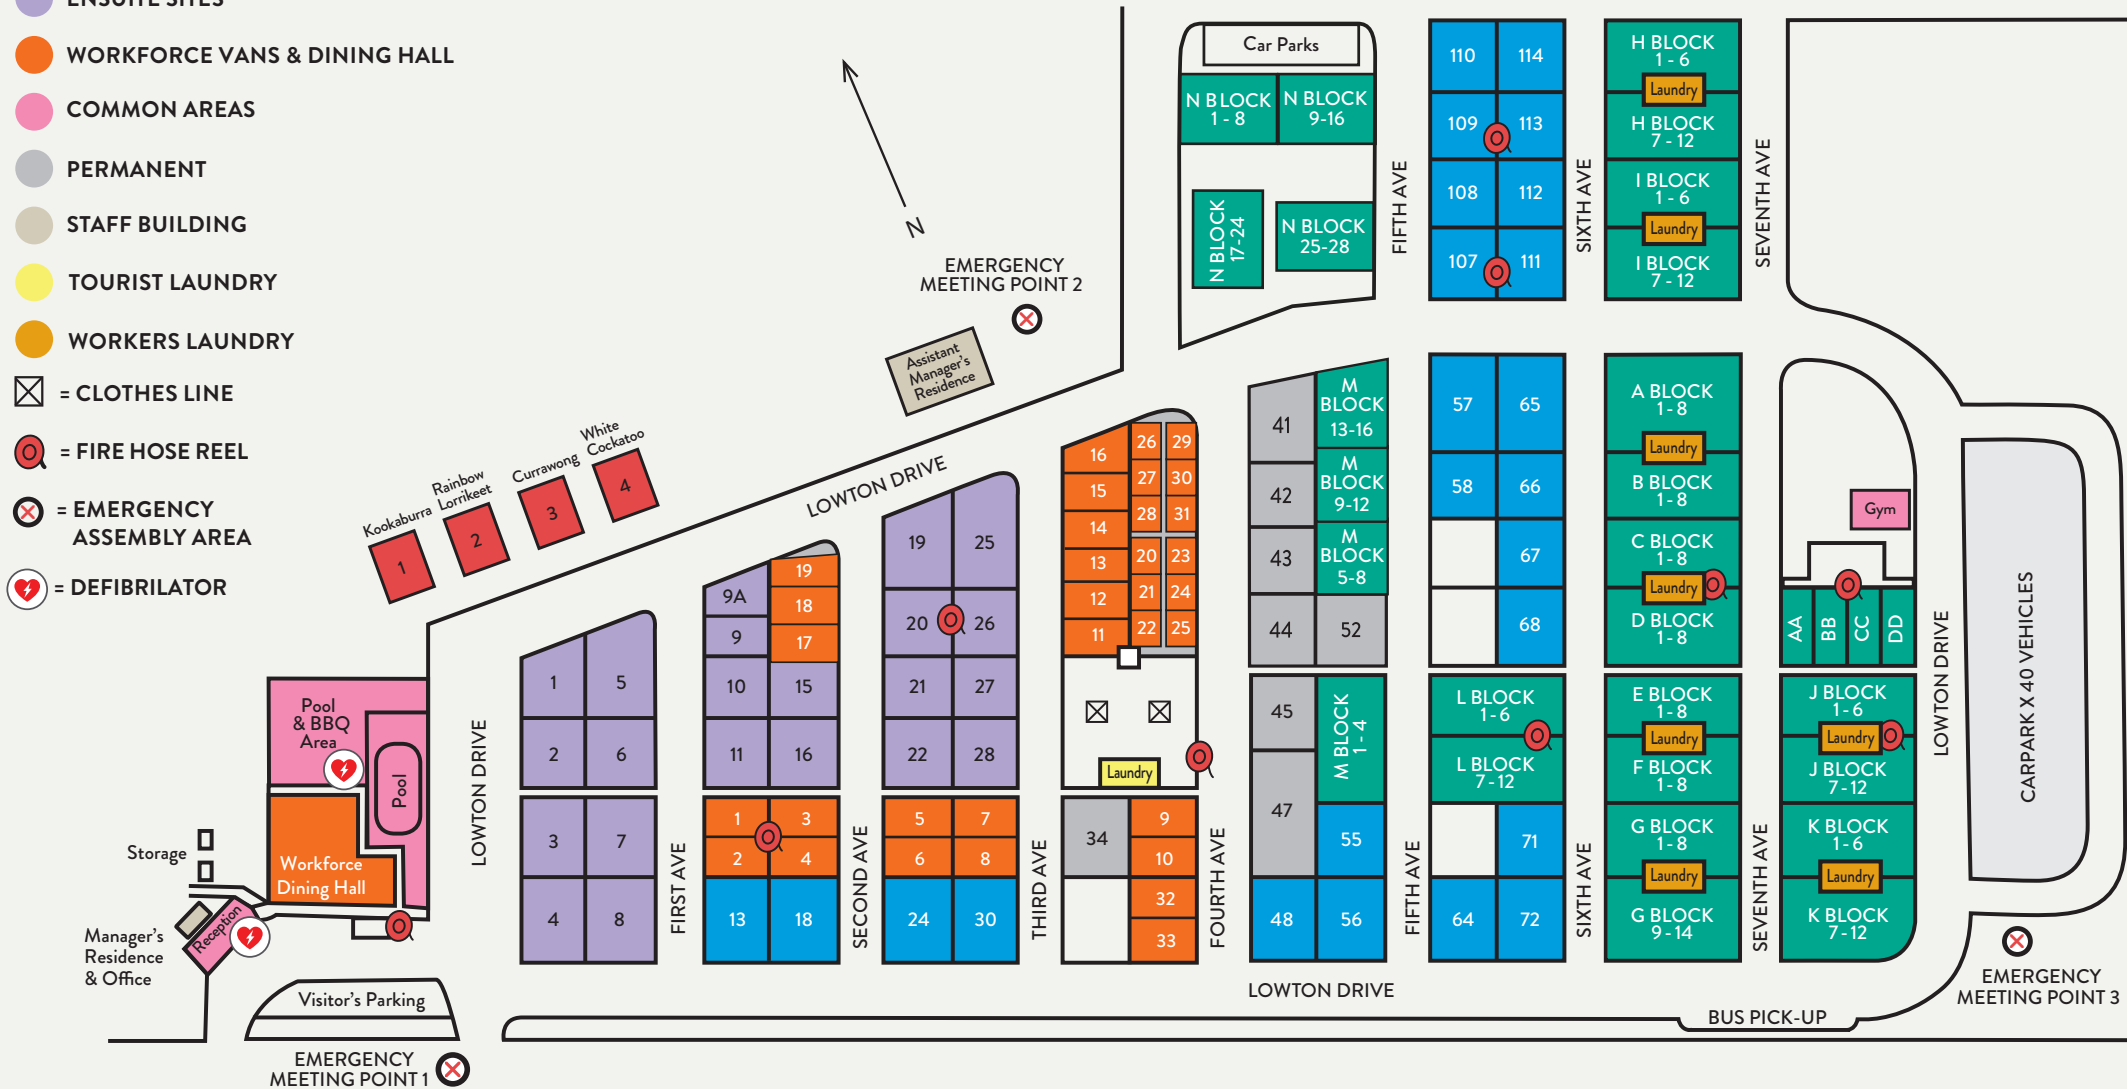 ENSUITE SITES
WORKFORCE VANS & DINING HALL
COMMON AREAS
PERMANENT
STAFF BUILDING
TOURIST LAUNDRY
WORKERS LAUNDRY
= CLOTHES LINE
= FIRE HOSE REEL
= EMERGENCY
ASSEMBLY AREA
= DEFIBRILATOR
N
EMERGENCY
MEETING POINT 2
Assistant
Manager's
Residence
Kookaburra
1
Rainbow
Lorrikeet
2
Currawong
3
White
Cockatoo
4
LOWTON DRIVE
Pool
& BBQ
Area
Pool
Workforce
Dining Hall
Storage
Reception
Manager's
Residence
& Office
Visitor's Parking
EMERGENCY
MEETING POINT 1
LOWTON DRIVE
1
5
2
6
3
7
4
8
FIRST AVE
9A
19
18
9
17
10
15
11
16
1
3
2
4
13
18
SECOND AVE
19
25
20
26
21
27
22
28
5
7
6
8
24
30
THIRD AVE
16
15
14
13
12
11
26
29
27
30
28
31
20
23
21
24
22
25
Laundry
34
9
10
32
33
FOURTH AVE
Car Parks
N BLOCK
1 - 8
N BLOCK
9-16
N BLOCK
17-24
N BLOCK
25-28
41
M
BLOCK
13-16
42
M
BLOCK
9-12
43
M
BLOCK
5-8
44
52
45
M BLOCK
1 - 4
47
55
48
56
LOWTON DRIVE
FIFTH AVE
FIFTH AVE
110
114
109
113
108
112
107
111
57
65
58
66
67
68
L BLOCK
1-6
L BLOCK
7-12
71
64
72
SIXTH AVE
SIXTH AVE
H BLOCK
1 - 6
Laundry
H BLOCK
7 - 12
I BLOCK
1 - 6
Laundry
I BLOCK
7 - 12
A BLOCK
1-8
Laundry
B BLOCK
1-8
C BLOCK
1-8
Laundry
D BLOCK
1-8
E BLOCK
1-8
Laundry
F BLOCK
1-8
G BLOCK
1-8
Laundry
G BLOCK
9-14
SEVENTH AVE
SEVENTH AVE
Gym
AA
BB
CC
DD
J BLOCK
1-6
Laundry
J BLOCK
7-12
K BLOCK
1-6
Laundry
K BLOCK
7-12
LOWTON DRIVE
CARPARK X 40 VEHICLES
EMERGENCY
MEETING POINT 3
BUS PICK-UP